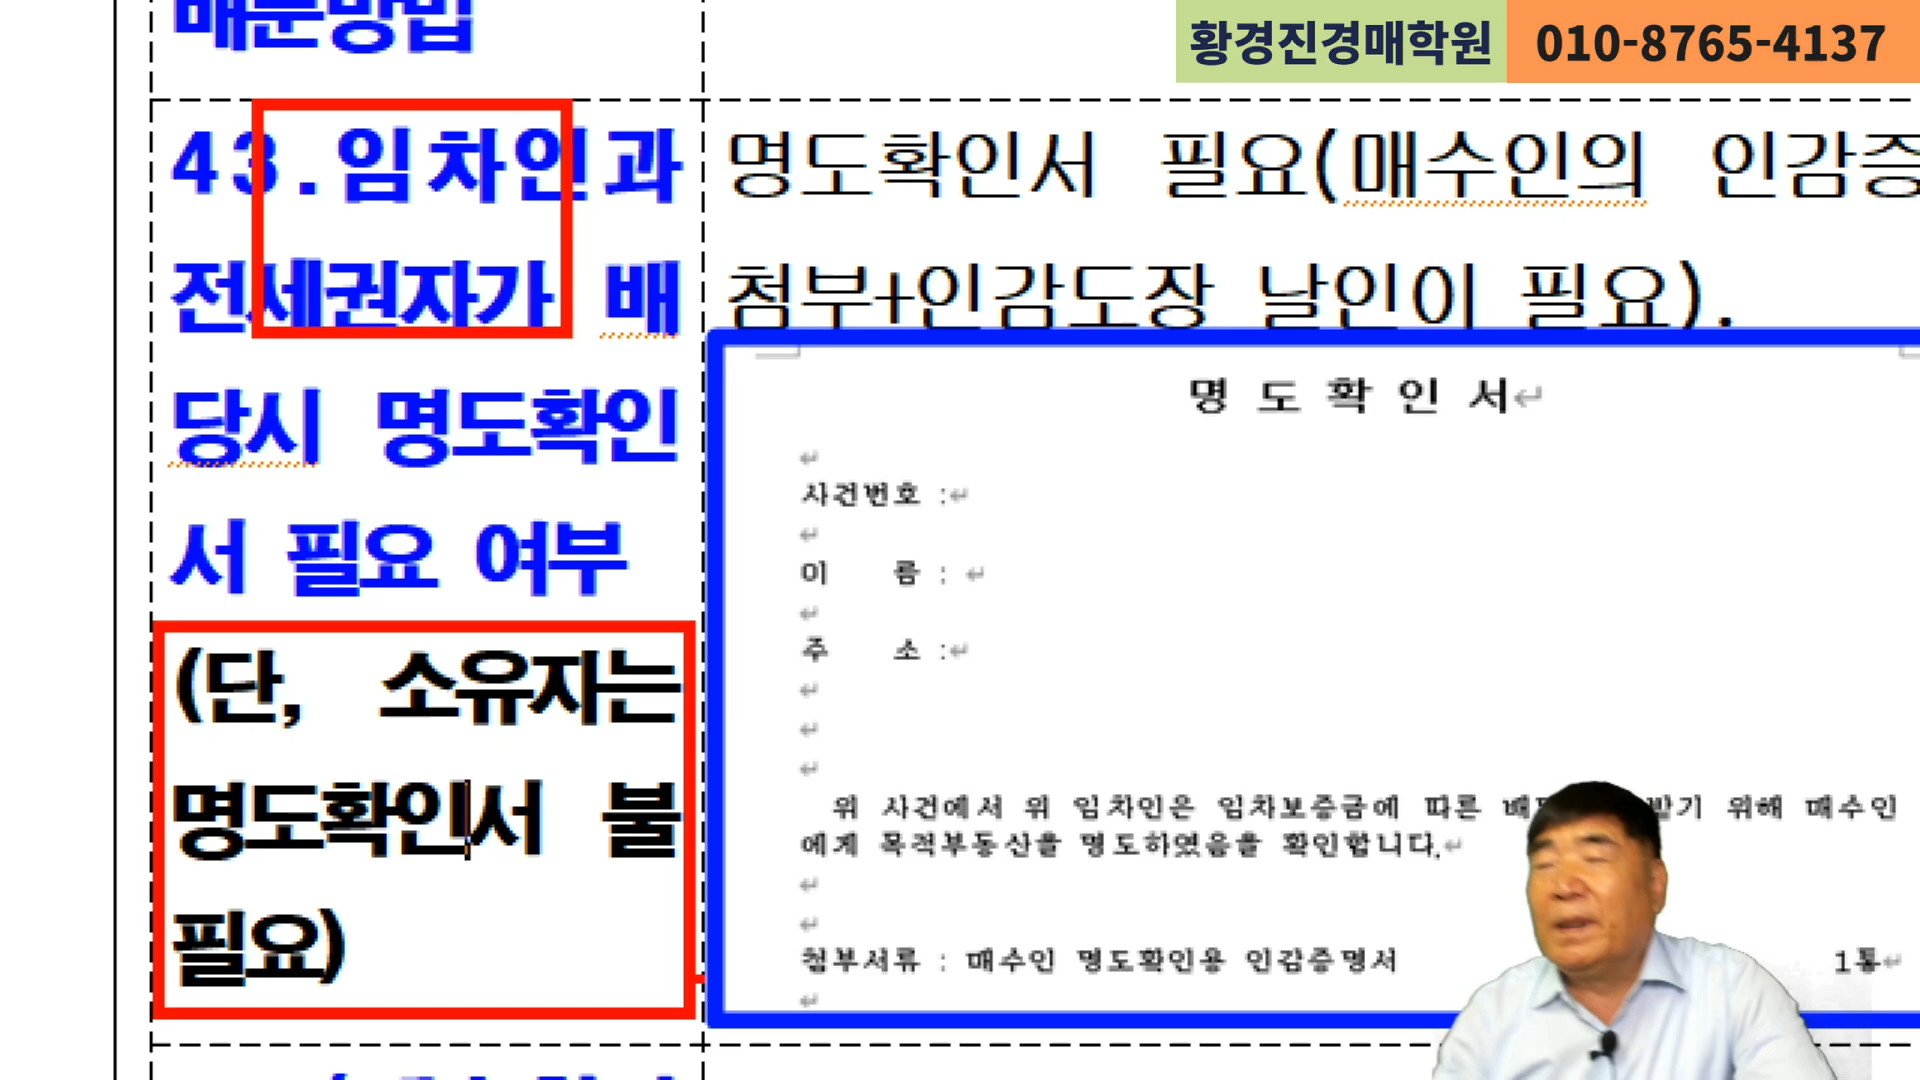 배분방법
황경진경매학원 010-8765-4137
43.임차인과
전세권자가 배
당시 명도확인
서 필요 여부
(단, 소유자는
명도확인서 불
필요)
명도확인서 필요(매수인의 인감증
첨부+인감도장 날인이 필요).
명 도 확 인 서
사건번호 :
이 름 :
주 소 :
위 사건에서 위 임차인은 임차보증금에 따른 받기 위해 매수인
에게 목적부동산을 명도하였음을 확인합니다.
첨부서류 : 매수인 명도확인용 인감증명서 1통